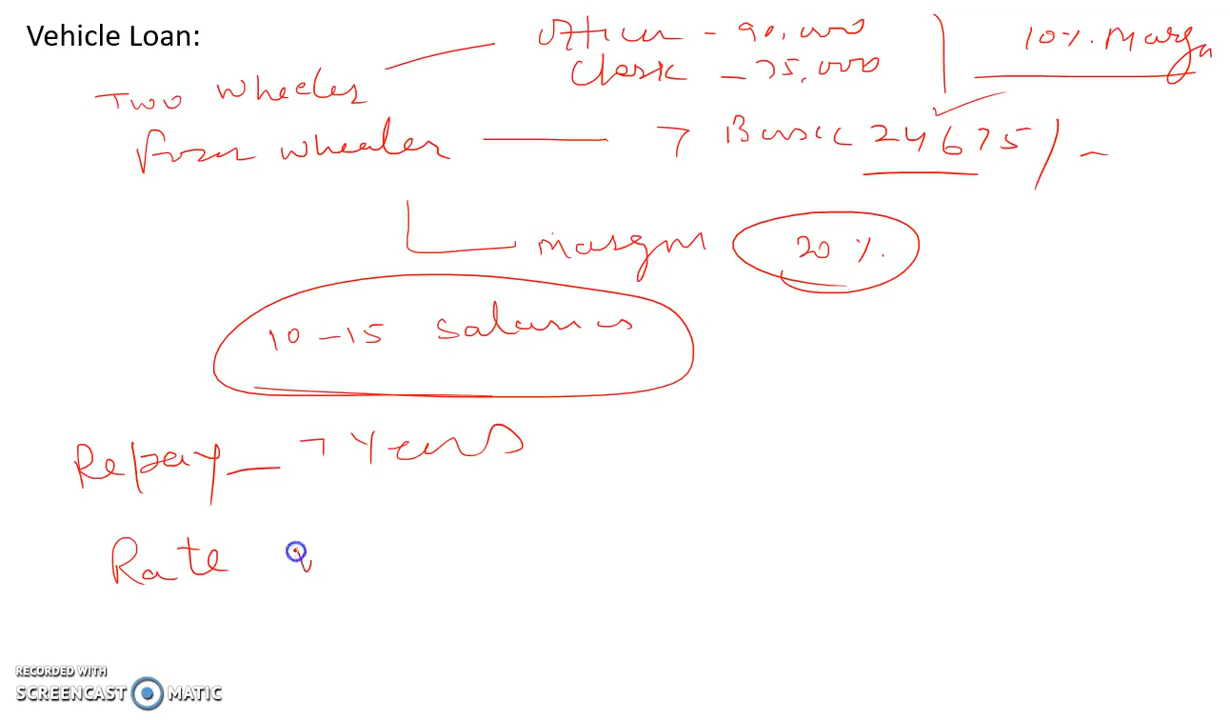 Vehicle Loan:
Officer - 90,000
Clerk - 75,000
10% Margin
Two wheeler
four wheeler — 7 Basic 24675/-
margin 20%.
10-15 salaries
Repay - 7 Years
Rate
RECORDED WITH
SCREENCAST MATIC